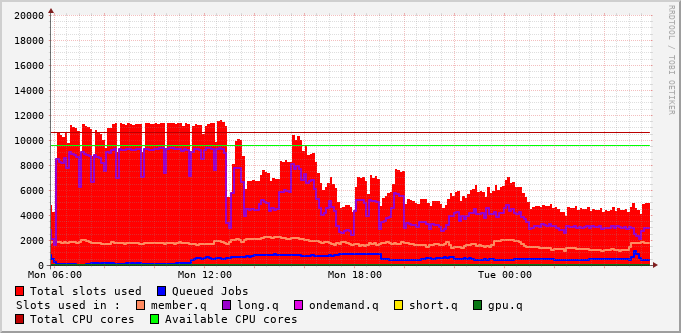 20000
18000
16000
14000
12000
10000
8000
6000
4000
2000
0
Mon 06:00 Mon 12:00 Mon 18:00 Tue 00:00
Total slots used Queued Jobs
Slots used in : member.q long.q ondemand.q short.q gpu.q
Total CPU cores Available CPU cores
RRDTOOL / TOBI OETIKER